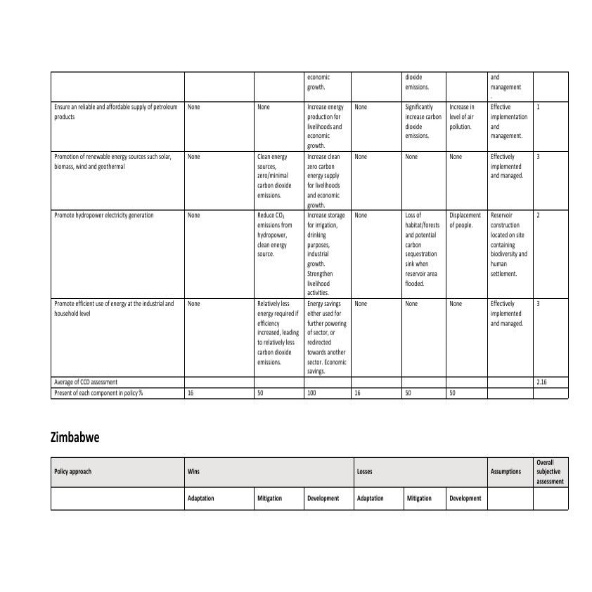 economic dioxide and
growth. emissions. management
.
Ensure an reliable and affordable supply of petroleum None None Increase energy None Significantly Increase in Effective 1
products production for increase carbon level of air implementation
livelihoods and dioxide pollution. and
economic emissions. management.
growth.
Promotion of renewable energy sources such solar, None Clean energy Increase clean None None None Effectively 3
biomass, wind and geothermal sources, zero carbon implemented
zero/minimal energy supply and managed.
carbon dioxide for livelihoods
emissions. and economic
growth.
Promote hydropower electricity generation None Reduce CO₂ Increase storage None Loss of Displacement Reservoir 2
emissions from for irrigation, habitat/forests of people. construction
hydropower, drinking and potential located on site
clean energy purposes, carbon containing
source. industrial sequestration biodiversity and
growth. sink when human
Strengthen reservoir area settlement.
livelihood flooded.
activities.
Promote efficient use of energy at the industrial and None Relatively less Energy savings None None None Effectively 3
household level energy required if either used for implemented
efficiency further powering and managed.
increased, leading of sector, or
to relatively less redirected
carbon dioxide towards another
emissions. sector. Economic
savings.
Average of CCD assessment 2.16
Present of each component in policy % 16 50 100 16 50 50
Zimbabwe
Policy approach Wins Losses Assumptions Overall
subjective
assessment
Adaptation Mitigation Development Adaptation Mitigation Development